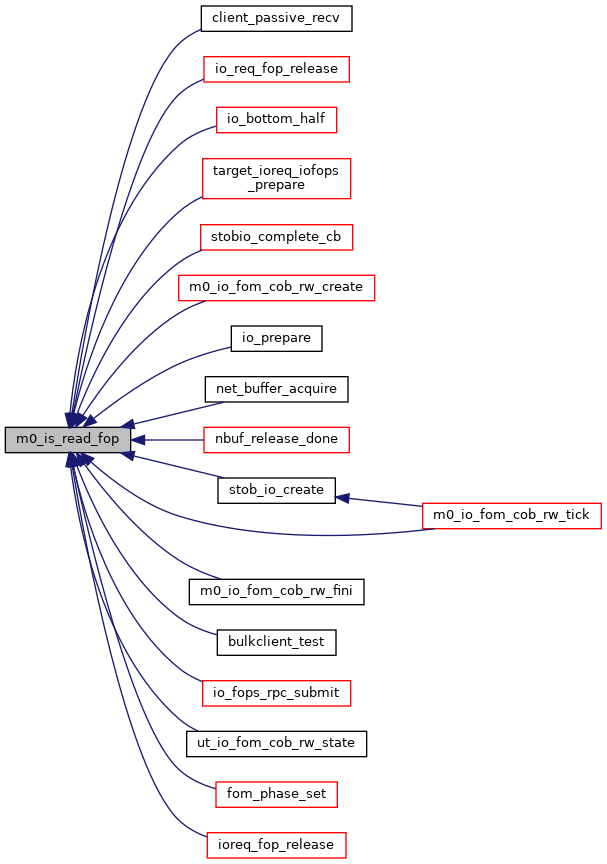 client_passive_recv
io_req_fop_release
io_bottom_half
target_ioreq_iofops
_prepare
stobio_complete_cb
m0_io_fom_cob_rw_create
io_prepare
net_buffer_acquire
m0_is_read_fop
nbuf_release_done
stob_io_create
m0_io_fom_cob_rw_tick
m0_io_fom_cob_rw_fini
bulkclient_test
io_fops_rpc_submit
ut_io_fom_cob_rw_state
fom_phase_set
ioreq_fop_release